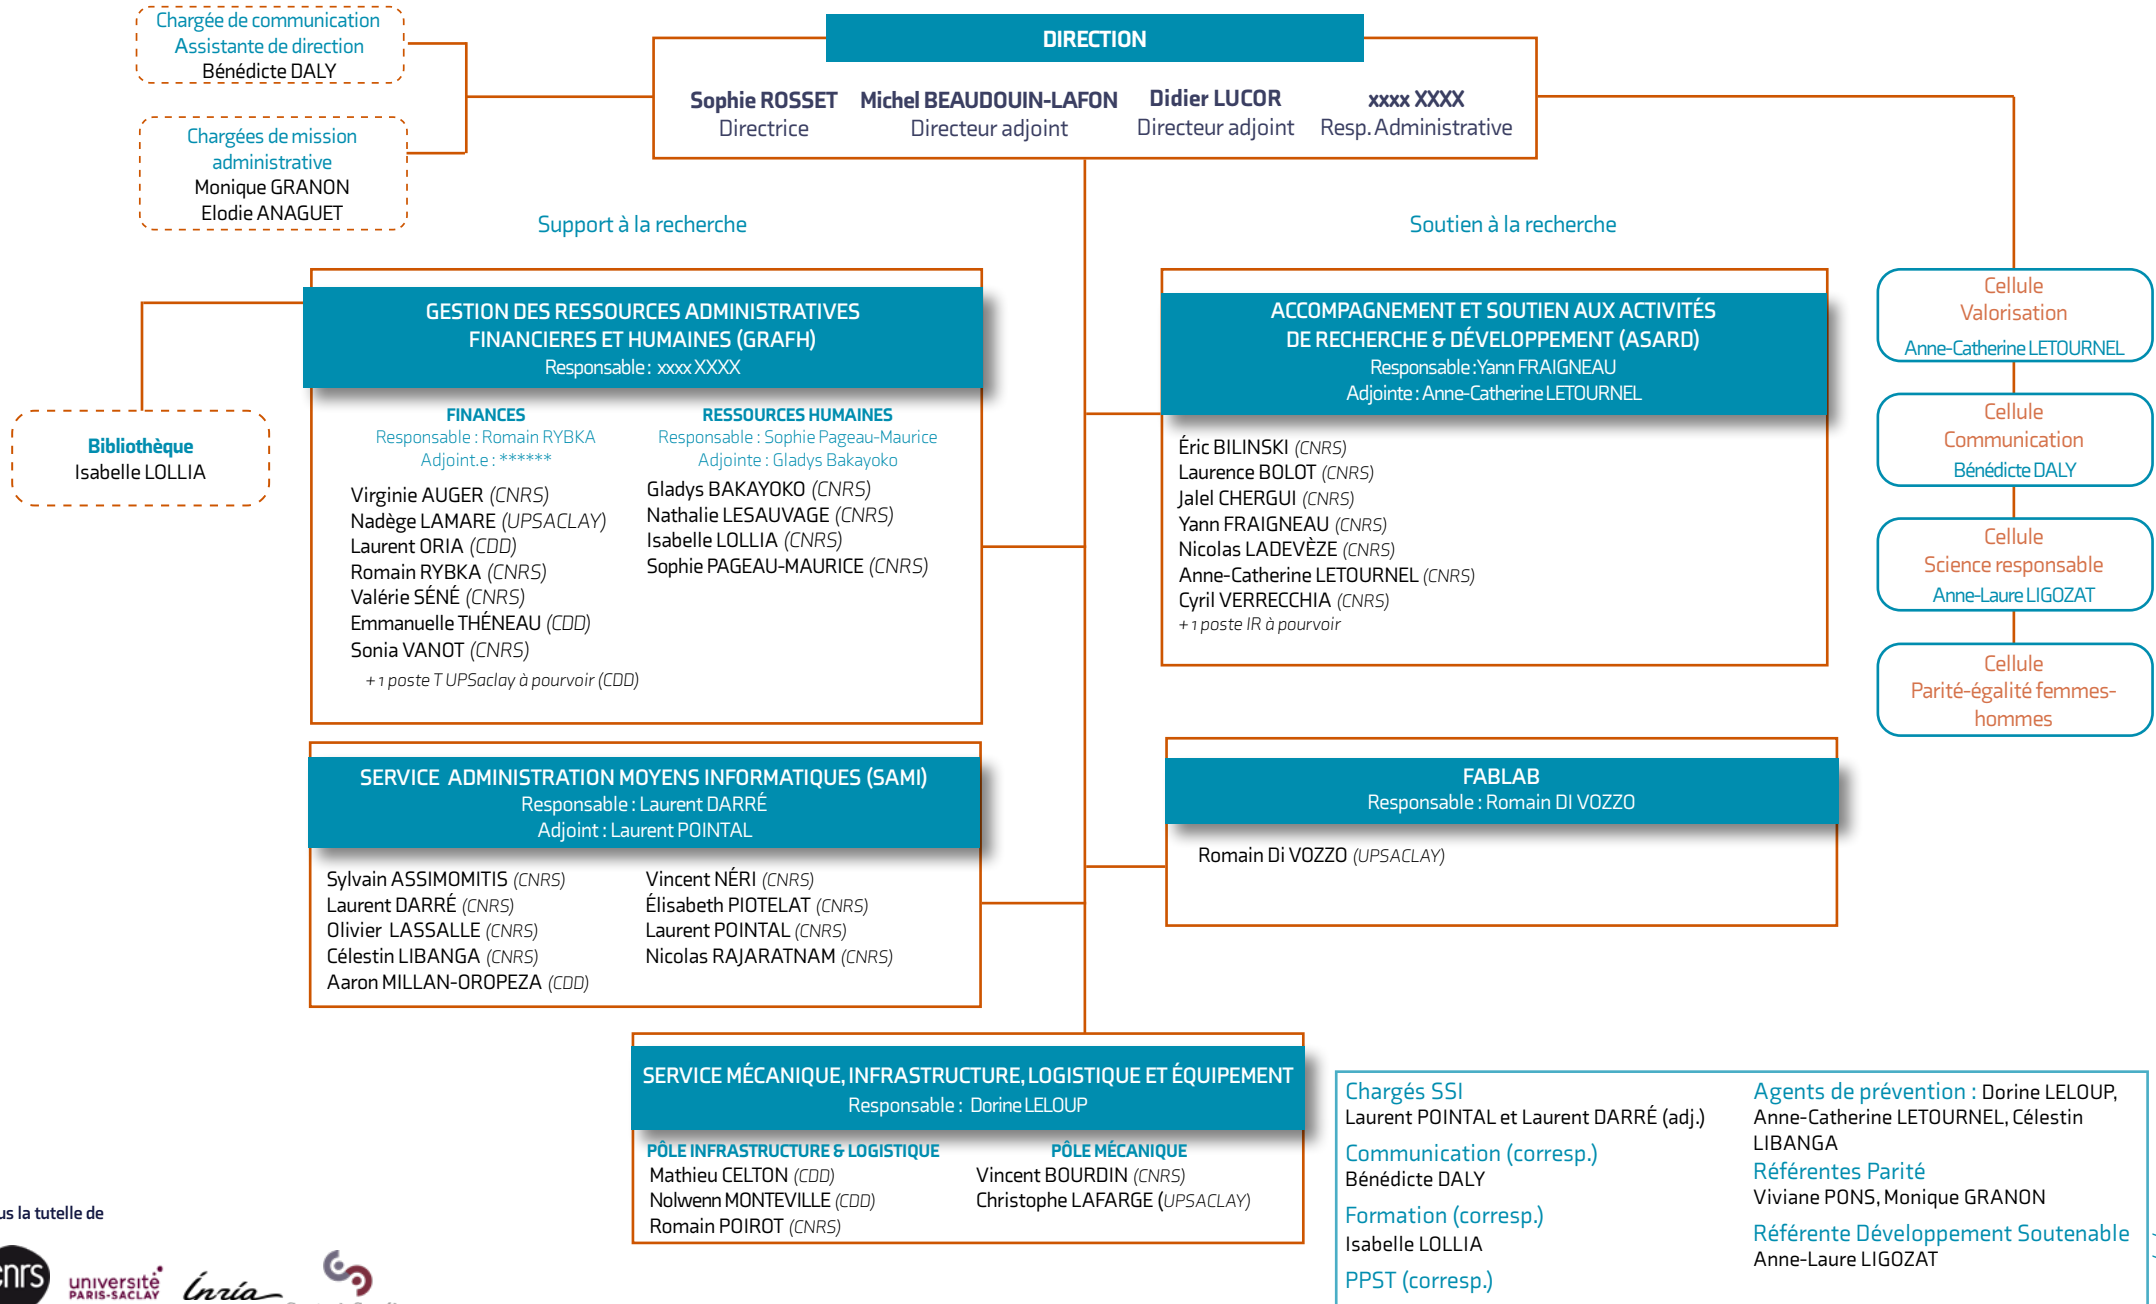 Chargée de communication
Assistante de direction
Bénédicte DALY
Chargées de mission
administrative
Monique GRANON
Elodie ANAGUET
DIRECTION
Sophie ROSSET
Directrice
Michel BEAUDOUIN-LAFON
Directeur adjoint
Didier LUCOR
Directeur adjoint
xxxx XXXX
Resp. Administrative
Support à la recherche
Soutien à la recherche
GESTION DES RESSOURCES ADMINISTRATIVES
FINANCIERES ET HUMAINES (GRAFH)
Responsable : xxxx XXXX
FINANCES
Responsable : Romain RYBKA
Adjoint.e : ******
Virginie AUGER (CNRS)
Nadège LAMARE (UPSACLAY)
Laurent ORIA (CDD)
Romain RYBKA (CNRS)
Valérie SÉNÉ (CNRS)
Emmanuelle THÉNEAU (CDD)
Sonia VANOT (CNRS)
+ 1 poste T UPSaclay à pourvoir (CDD)
RESSOURCES HUMAINES
Responsable : Sophie Pageau-Maurice
Adjointe : Gladys Bakayoko
Gladys BAKAYOKO (CNRS)
Nathalie LESAUVAGE (CNRS)
Isabelle LOLLIA (CNRS)
Sophie PAGEAU-MAURICE (CNRS)
Bibliothèque
Isabelle LOLLIA
ACCOMPAGNEMENT ET SOUTIEN AUX ACTIVITÉS
DE RECHERCHE & DÉVELOPPEMENT (ASARD)
Responsable : Yann FRAIGNEAU
Adjointe : Anne-Catherine LETOURNEL
Éric BILINSKI (CNRS)
Laurence BOLOT (CNRS)
Jalel CHERGUI (CNRS)
Yann FRAIGNEAU (CNRS)
Nicolas LADEVÈZE (CNRS)
Anne-Catherine LETOURNEL (CNRS)
Cyril VERRECCHIA (CNRS)
+ 1 poste IR à pourvoir
Cellule
Valorisation
Anne-Catherine LETOURNEL
Cellule
Communication
Bénédicte DALY
Cellule
Science responsable
Anne-Laure LIGOZAT
Cellule
Parité-égalité femmes-
hommes
SERVICE ADMINISTRATION MOYENS INFORMATIQUES (SAMI)
Responsable : Laurent DARRÉ
Adjoint : Laurent POINTAL
Sylvain ASSIMOMITIS (CNRS)
Laurent DARRÉ (CNRS)
Olivier LASSALLE (CNRS)
Célestin LIBANGA (CNRS)
Aaron MILLAN-OROPEZA (CDD)
Vincent NÉRI (CNRS)
Élisabeth PIOTELAT (CNRS)
Laurent POINTAL (CNRS)
Nicolas RAJARATNAM (CNRS)
FABLAB
Responsable : Romain DI VOZZO
Romain Di VOZZO (UPSACLAY)
SERVICE MÉCANIQUE, INFRASTRUCTURE, LOGISTIQUE ET ÉQUIPEMENT
Responsable : Dorine LELOUP
PÔLE INFRASTRUCTURE & LOGISTIQUE
Mathieu CELTON (CDD)
Nolwenn MONTEVILLE (CDD)
Romain POIROT (CNRS)
PÔLE MÉCANIQUE
Vincent BOURDIN (CNRS)
Christophe LAFARGE (UPSACLAY)
Chargés SSI
Laurent POINTAL et Laurent DARRÉ (adj.)
Communication (corresp.)
Bénédicte DALY
Formation (corresp.)
Isabelle LOLLIA
PPST (corresp.)
Agents de prévention : Dorine LELOUP,
Anne-Catherine LETOURNEL, Célestin
LIBANGA
Référentes Parité
Viviane PONS, Monique GRANON
Référente Développement Soutenable
Anne-Laure LIGOZAT
us la tutelle de
cnrs
université
PARIS-SACLAY
Inria